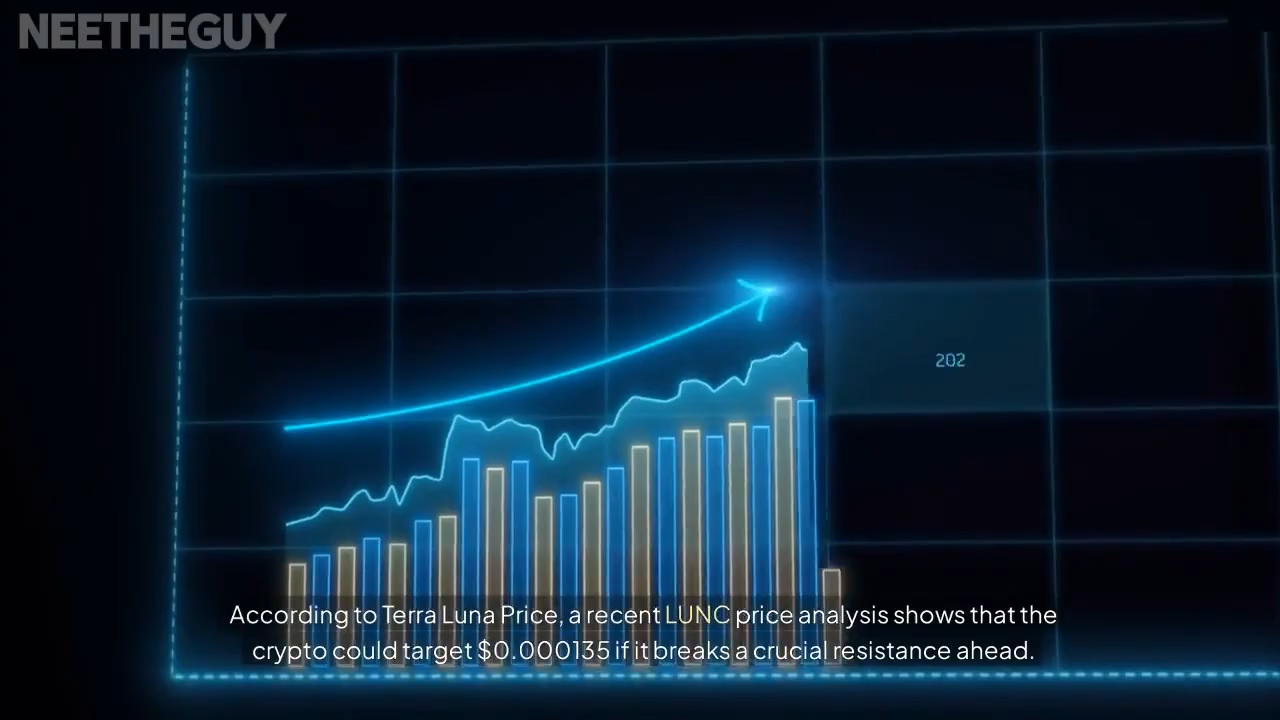 NEETHEGUY
202
According to Terra Luna Price, a recent LUNC price analysis shows that the
crypto could target $0.000135 if it breaks a crucial resistance ahead.